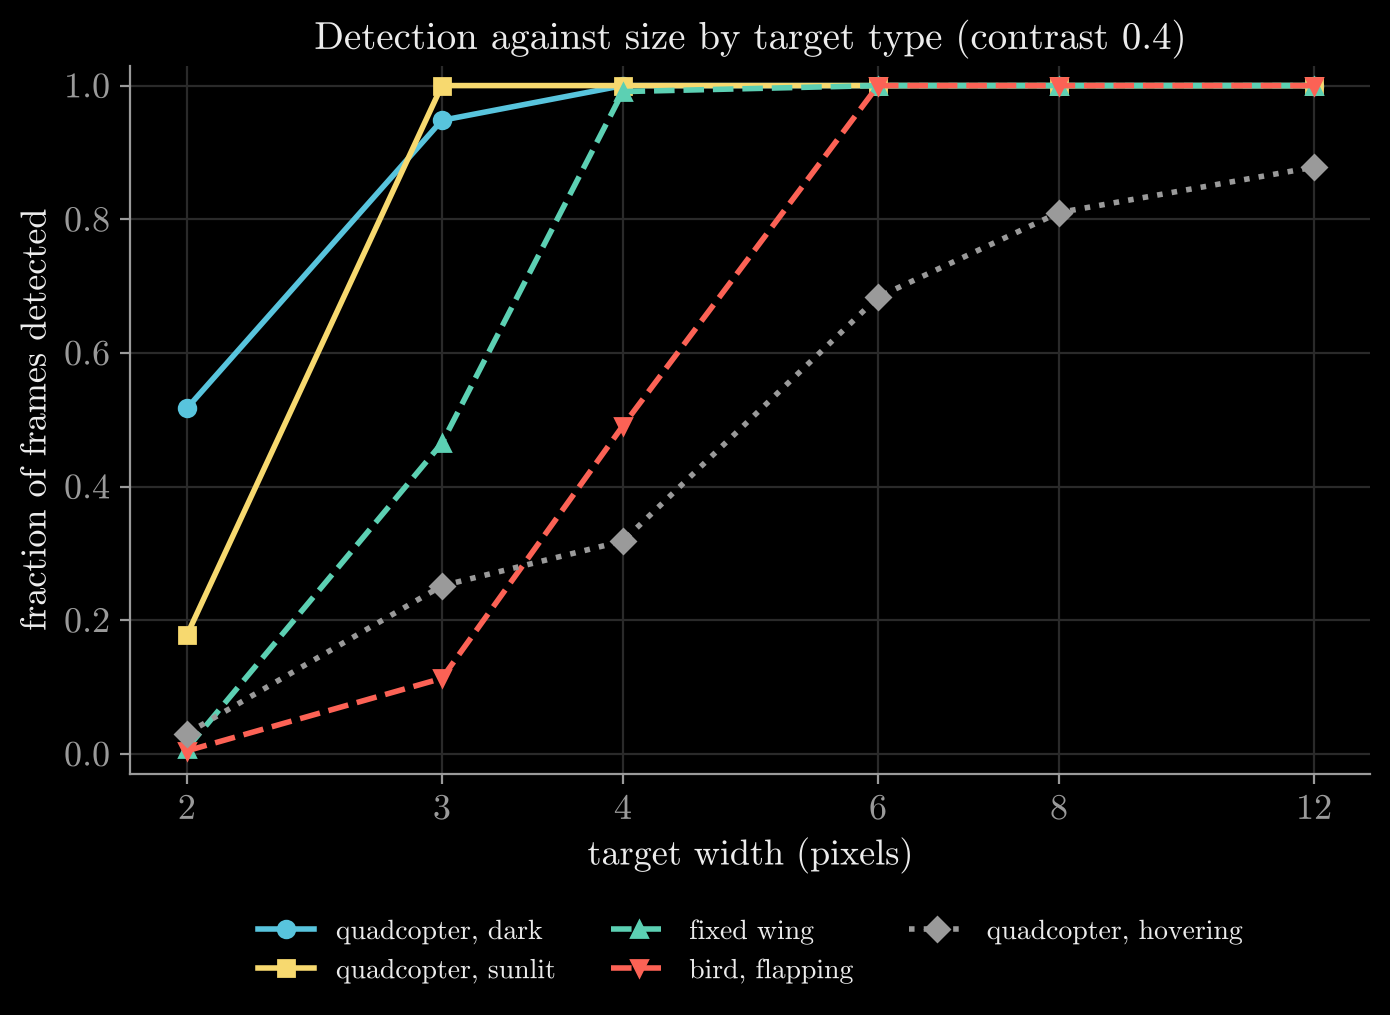 Detection against size by target type (contrast 0.4)
fraction of frames detected
1.0
0.8
0.6
0.4
0.2
0.0
2 3 4 6 8 12
target width (pixels)
quadcopter, dark fixed wing quadcopter, hovering
quadcopter, sunlit bird, flapping